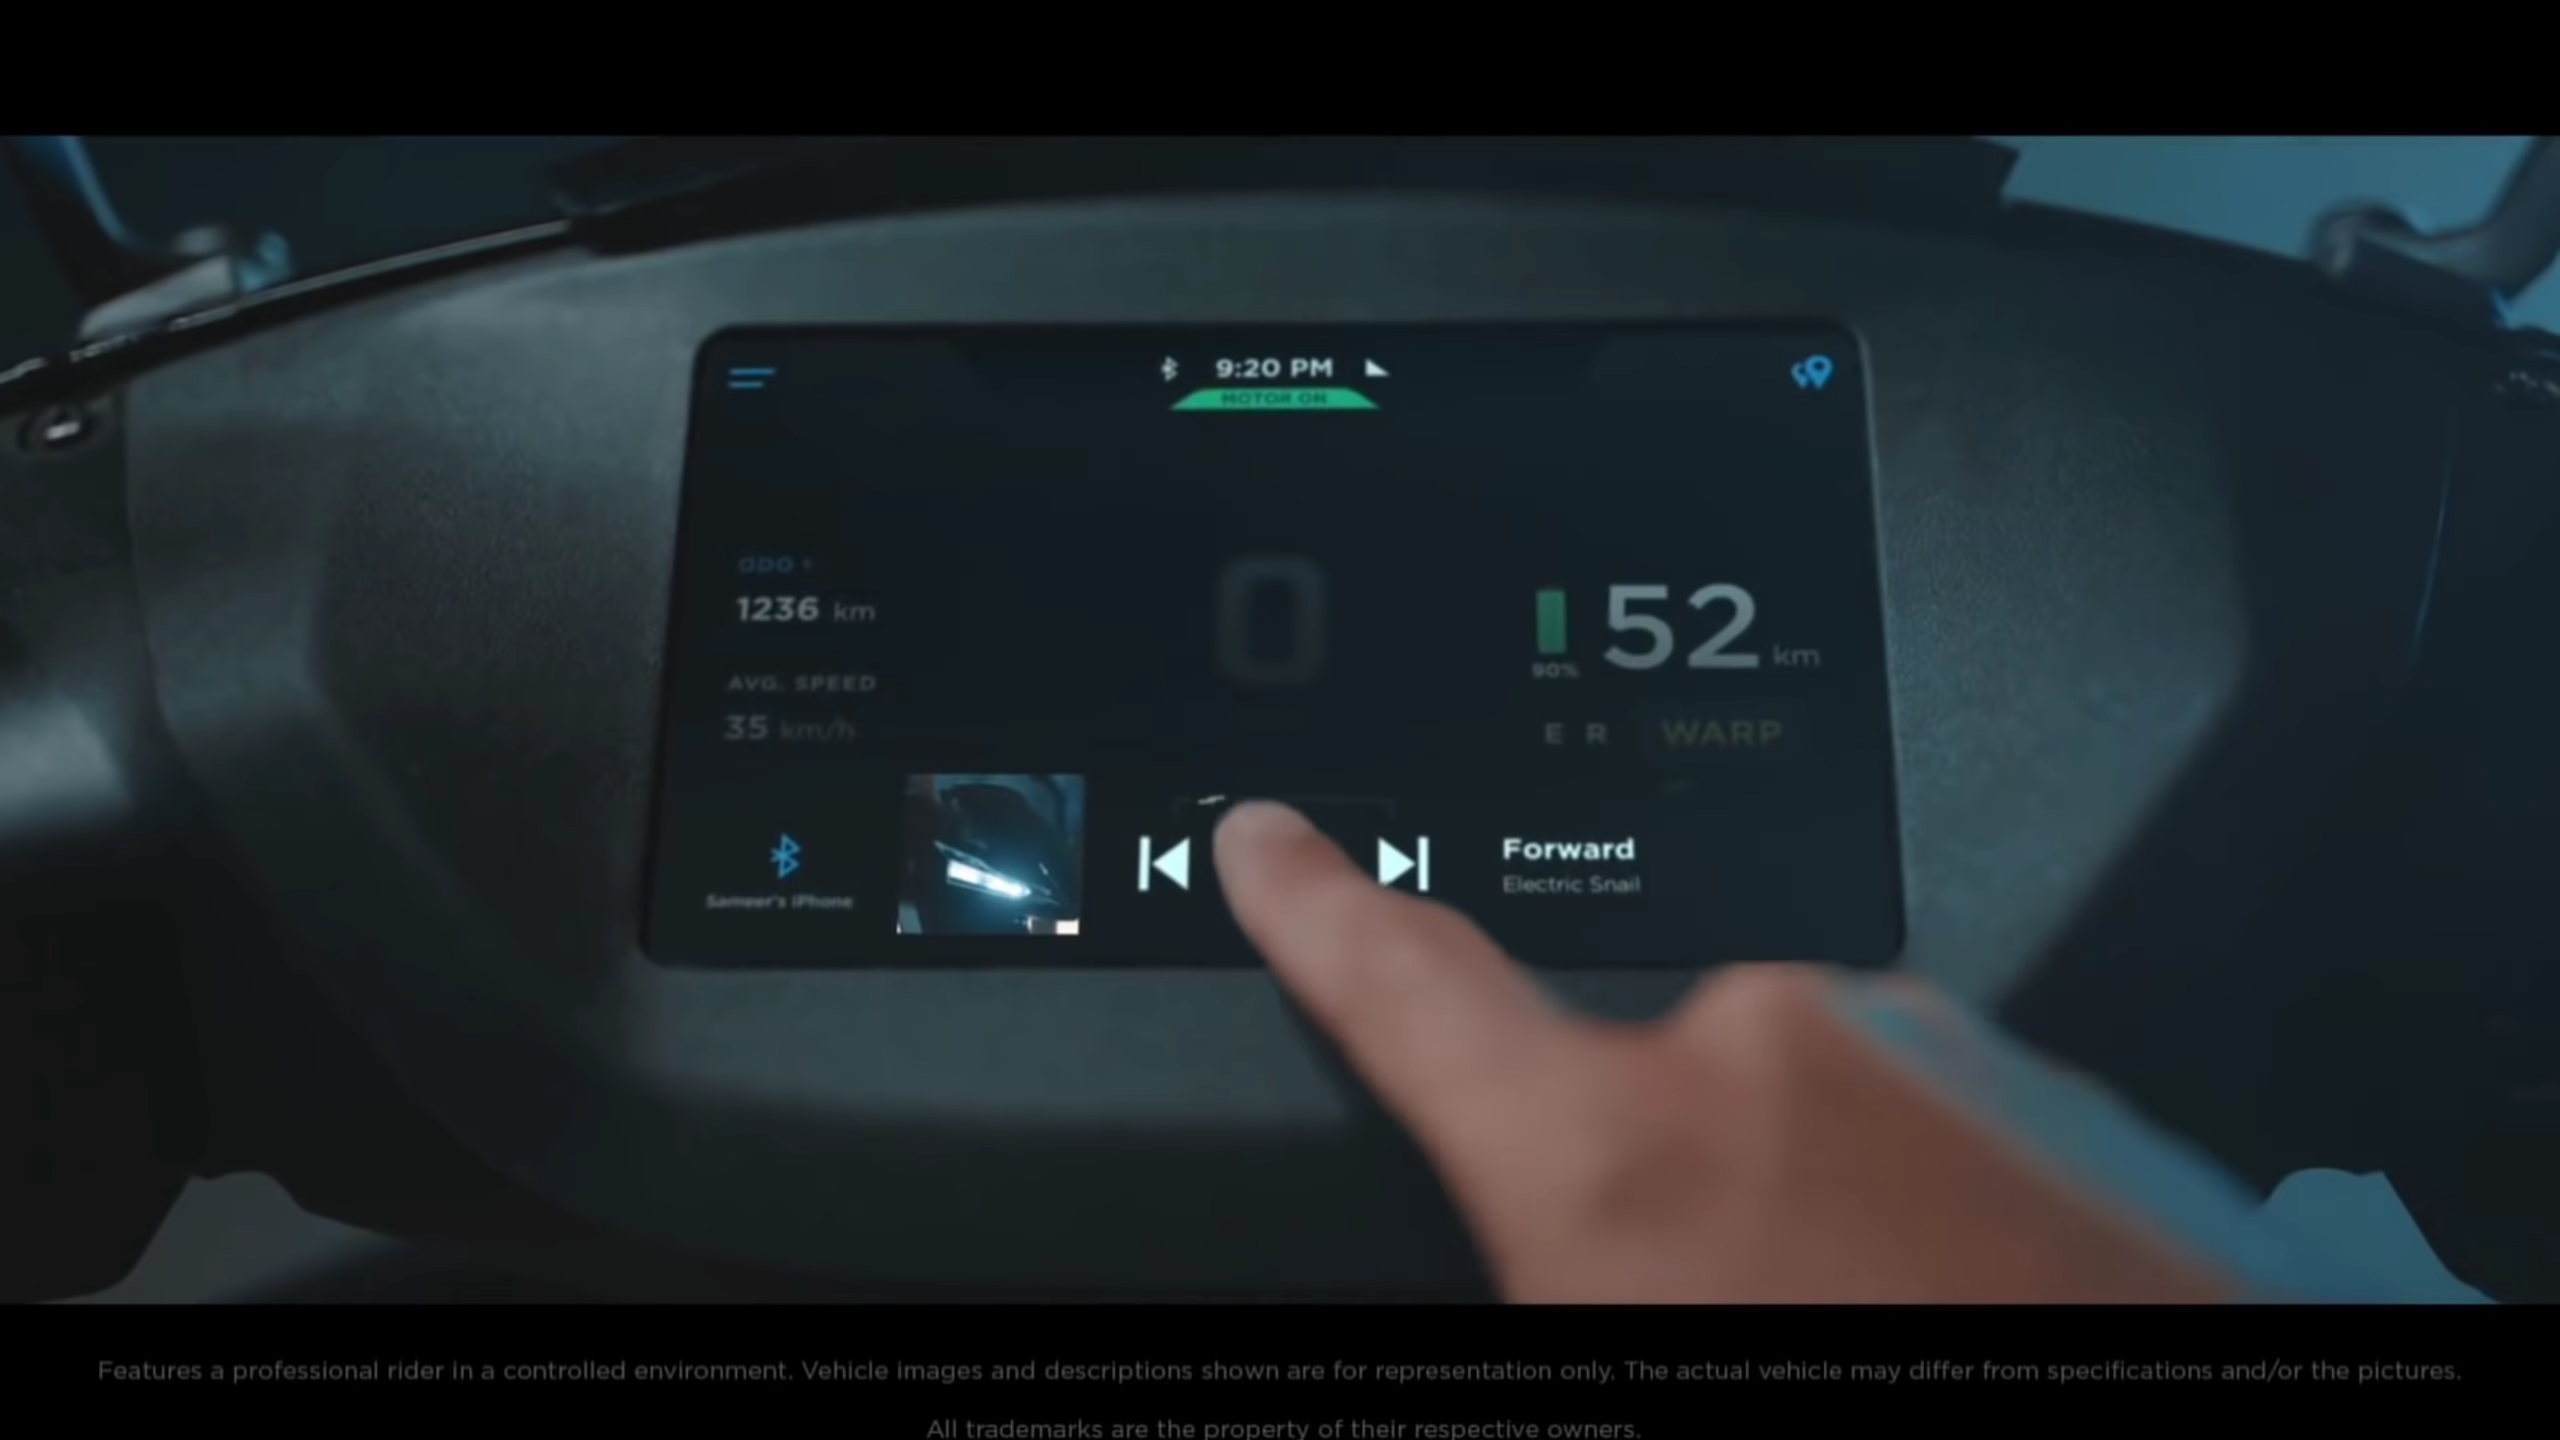 9:20 PM
MOTOR ON
ODO
1236 km
0
90%
52 km
AVG. SPEED
35 km/h
E R WARP
Forward
Electric Snail
Sameer's iPhone
Features a professional rider in a controlled environment. Vehicle images and descriptions shown are for representation only. The actual vehicle may differ from specifications and/or the pictures.
All trademarks are the property of their respective owners.